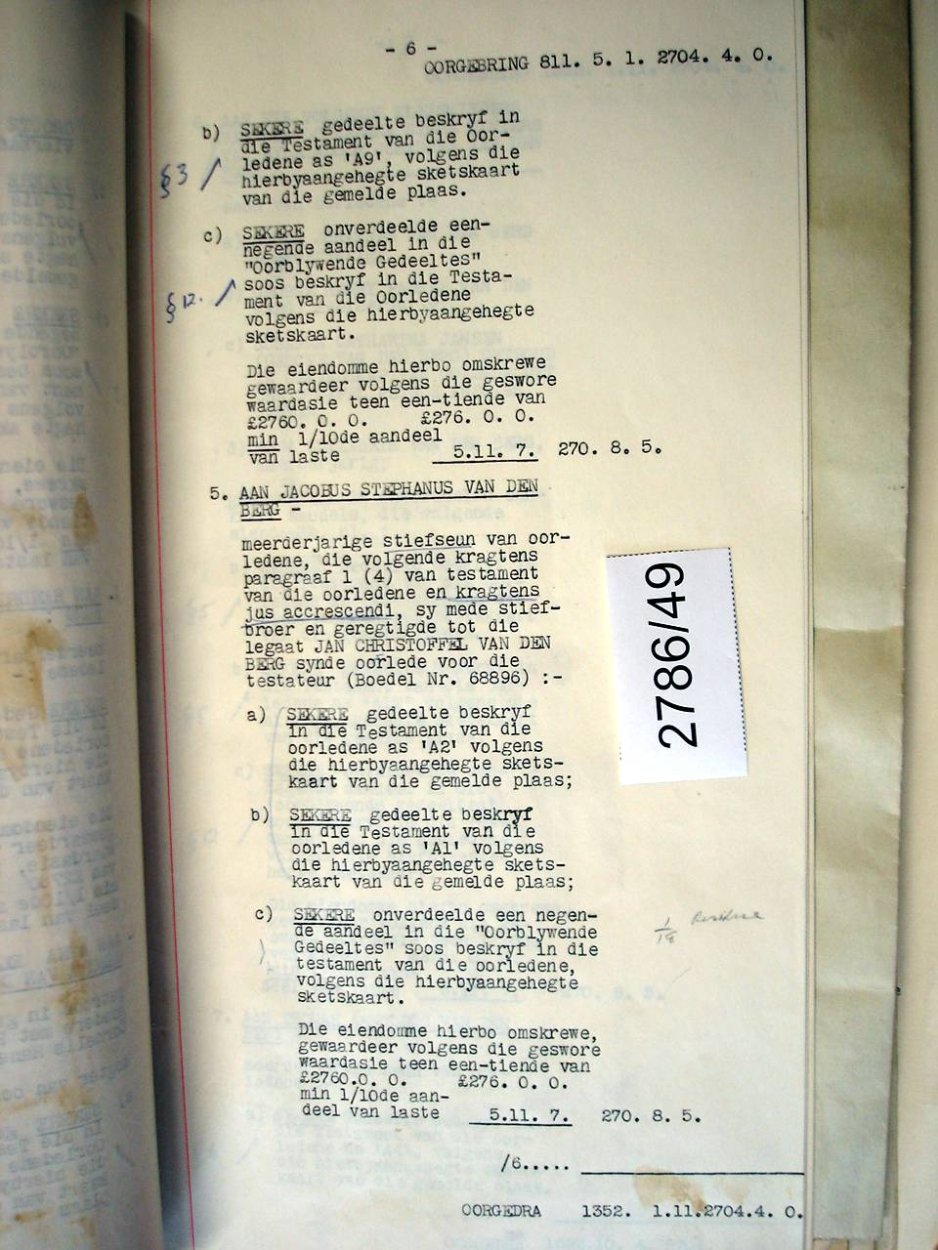 - 6 -
OORGEBRING 811. 5. 1. 2704. 4. 0.
b) SEKERE gedeelte beskryf in
die Testament van die Oor-
ledene as 'A9', volgens die
§3 / hierbyaangehegte sketskaart
van die gemelde plaas.
c) SEKERE onverdeelde een-
negende aandeel in die
"Oorblywende Gedeeltes"
soos beskryf in die Testa-
§12. / ment van die Oorledene
volgens die hierbyaangehegte
sketskaart.
Die eiendomme hierbo omskrewe
gewaardeer volgens die geswore
waardasie teen een-tiende van
£2760. 0. 0. £276. 0. 0.
min 1/10de aandeel
van laste 5.11. 7. 270. 8. 5.
5. AAN JACOBUS STEPHANUS VAN DEN
BERG -
meerderjarige stiefseun van oor-
ledene, die volgende kragtens
paragraaf 1 (4) van testament
van die oorledene en kragtens
jus accrescendi, sy mede stief-
broer en geregtigde tot die
legaat JAN CHRISTOFFEL VAN DEN
BERG synde oorlede voor die
testateur (Boedel Nr. 68896) :-
2786/49
a) SEKERE gedeelte beskryf
in die Testament van die
oorledene as 'A2' volgens
die hierbyaangehegte skets-
kaart van die gemelde plaas;
b) SEKERE gedeelte beskryf
in die Testament van die
oorledene as 'A1' volgens
die hierbyaangehegte skets-
kaart van die gemelde plaas;
c) SEKERE onverdeelde een negen-
de aandeel in die "Oorblywende
Gedeeltes" soos beskryf in die
testament van die oorledene,
volgens die hierbyaangehegte
sketskaart.
Die eiendomme hierbo omskrewe,
gewaardeer volgens die geswore
waardasie teen een-tiende van
£2760.0. 0. £276. 0. 0.
min 1/10de aan-
deel van laste 5.11. 7. 270. 8. 5.
/6.....
OORGEDRA 1352. 1.11.2704.4. 0.